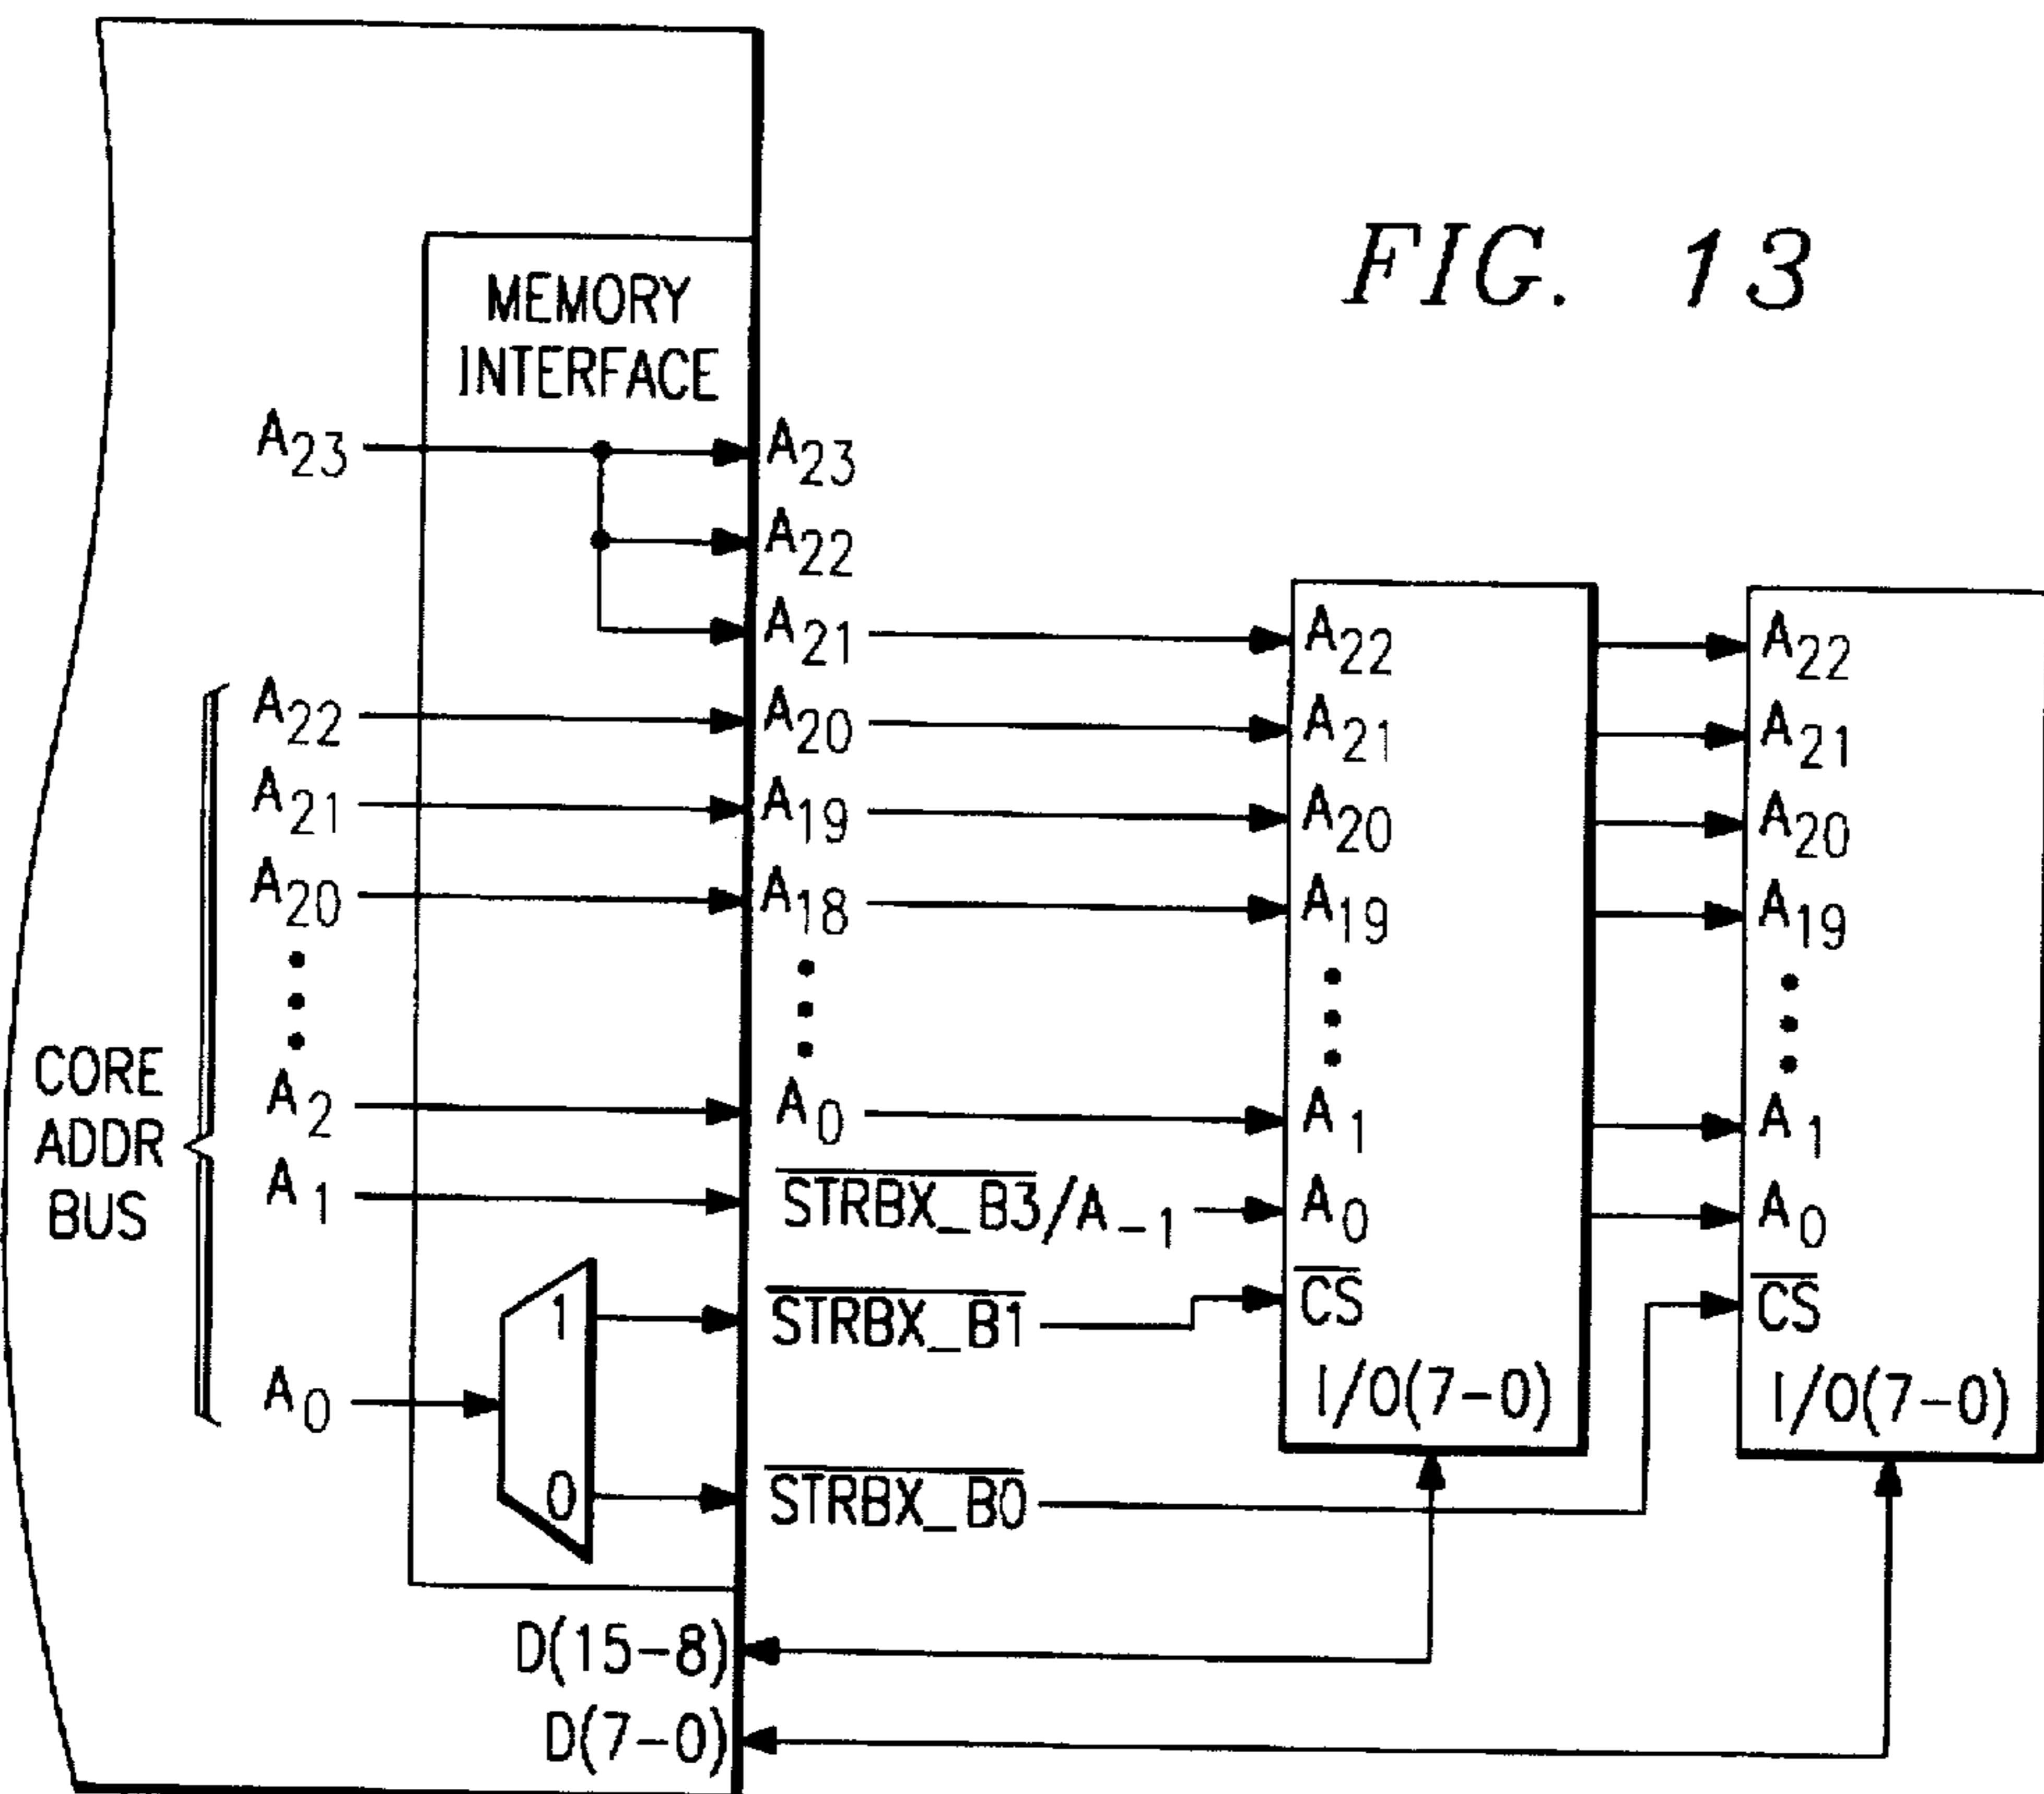 FIG. 13
MEMORY
INTERFACE
A23 A23
A22
A21 A22 A22
A22 A20 A21 A21
A21 A19 A20 A20
A20 A18 A19 A19
CORE
ADDR
BUS
A2 A0 A1 A1
A1 STRBX_B3/A-1 A0 A0
1 STRBX_B1 CS CS
A0 I/O(7-0) I/O(7-0)
0 STRBX_B0
D(15-8)
D(7-0)